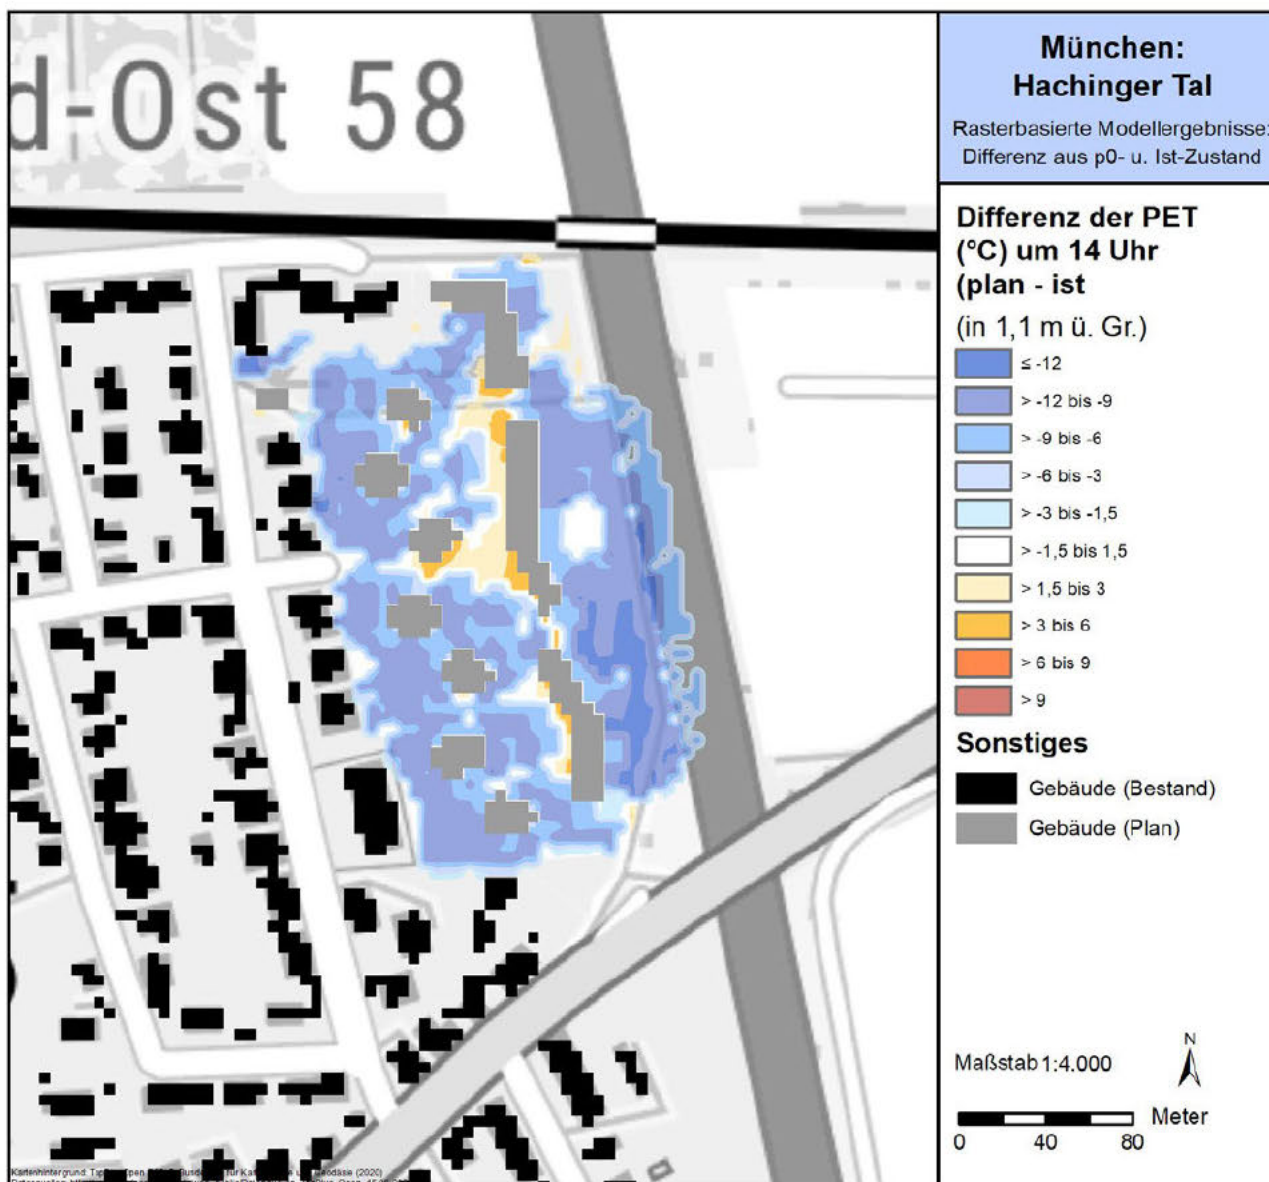 d-Ost 58
München:
Hachinger Tal
Rasterbasierte Modellergebnisse:
Differenz aus p0- u. Ist-Zustand
Differenz der PET
(°C) um 14 Uhr
(plan - ist
(in 1,1 m ü. Gr.)
≤ -12
> -12 bis -9
> -9 bis -6
> -6 bis -3
> -3 bis -1,5
> -1,5 bis 1,5
> 1,5 bis 3
> 3 bis 6
> 6 bis 9
> 9
Sonstiges
Gebäude (Bestand)
Gebäude (Plan)
N
Maßstab 1:4.000
Meter
0 40 80
Kartenhintergrund: (2020)